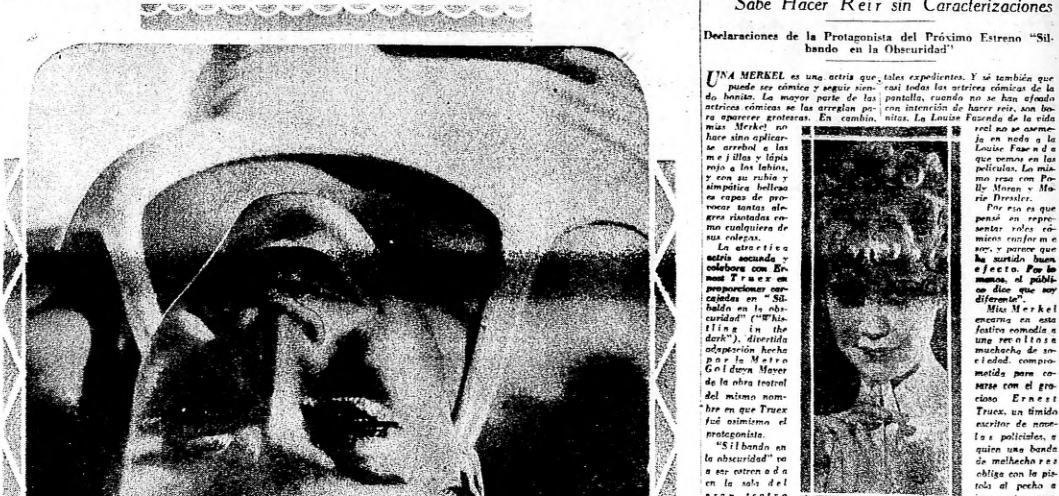 Sabe Hacer Reir sin Caracterizaciones
Declaraciones de la Protagonista del Próximo Estreno "Sil-
bando en la Obscuridad"
UNA MERKEL es una actriz que
puede ser cómica y seguir sien-
do bonita. La mayor parte de las
actrices cómicas se las arreglan pa-
ra aparecer grotescas. En cambio,
miss Merkel no
hace sino aplicar-
se arrebol a las
mejillas y lápiz
rojo a los labios,
y con su rubia y
simpática belleza
es capaz de pro-
vocar tantas ale-
gres risotadas co-
mo cualquiera de
sus colegas.
La atractiva
actriz secunda y
colabora con Er-
nest Truex en
proporcionar car-
cajadas en "Sil-
baldo en la obs-
curidad" ("Whis-
tling in the
dark"), divertida
adaptación hecha
por la Metro
Goldwyn Mayer
de la obra teatral
del mismo nom-
bre en que Truex
fué asimismo el
protagonista.
"Silbando en
la obscuridad" va
a ser estrenada
en la sala del
gran teatro
tales expedientes. Y sé también que
casi todas las actrices cómicas de la
pantalla, cuando no se han afeado
con intención de hacer reir, son bo-
nitas. La Louise Fazenda de la vida
real no se aseme-
ja en nada a la
Louise Fazenda
que vemos en las
películas. Lo mis-
mo reza con Po-
lly Moran y Ma-
rie Dressler.
Por eso es que
pensé en repre-
sentar roles có-
micos conforme
soy, y parece que
ha surtido buen
efecto. Por lo
menos, el públi-
co dice que soy
diferente".
Miss Merkel
encarna en esta
festiva comedia a
una revoltosa
muchacha de so-
ciedad, compro-
metida para ca-
sarse con el gra-
cioso Ernest
Truex, un tímido
escritor de nove-
las policiales, a
quien una banda
de malhechores
obliga con la pis-
tola al pecho a